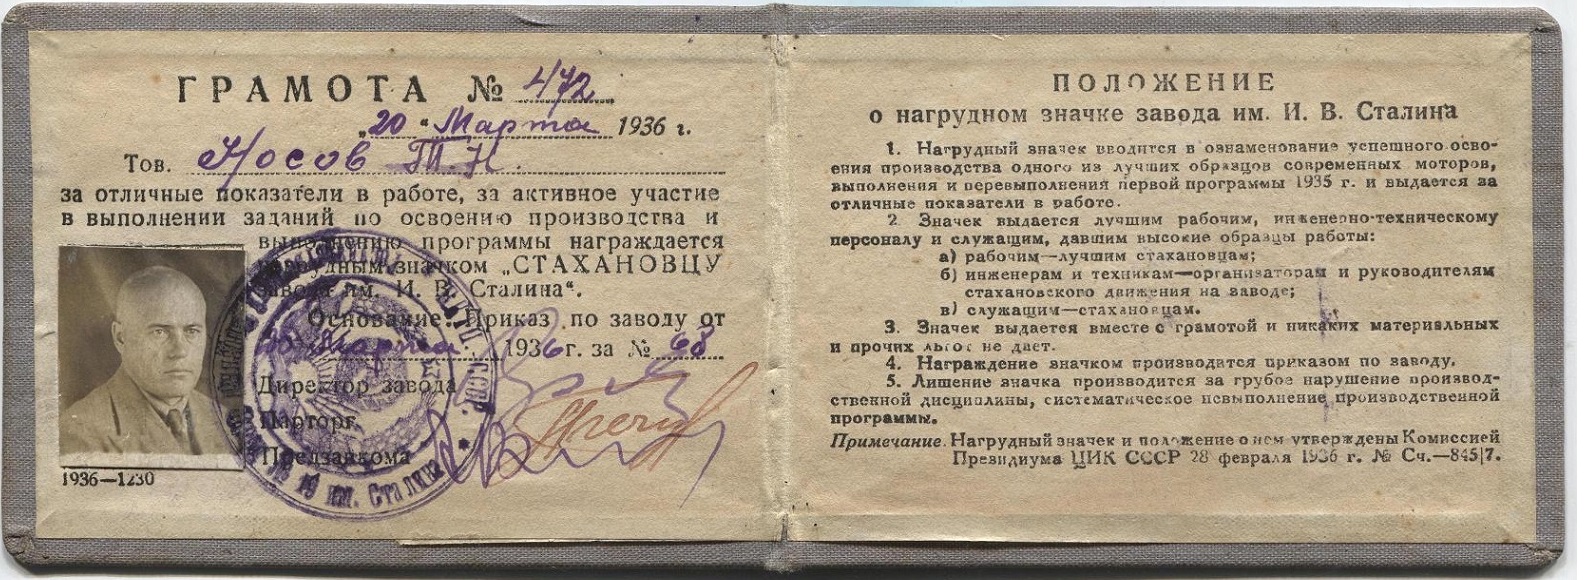 ГРАМОТА № 472
„20 “ Марта 1936 г.
Тов. Носов Т. Н.
за отличные показатели в работе, за активное участие
в выполнении заданий по освоению производства и
выполнению программы награждается
нагрудным значком „СТАХАНОВЦУ
завода им. И. В. Сталина“.
Основание: Приказ по заводу от
Марта 1936 г. за № 68
Директор завода
Парторг
Предзавкома
19 им. Сталина
1936—1230
ПОЛОЖЕНИЕ
о нагрудном значке завода им. И. В. Сталина
1. Нагрудный значек вводится в ознаменование успешного осво-
ения производства одного из лучших образцов современных моторов,
выполнения и перевыполнения первой программы 1935 г. и выдается за
отличные показатели в работе.
2. Значек выдается лучшим рабочим, инженерно-техническому
персоналу и служащим, давшим высокие образцы работы:
а) рабочим—лучшим стахановцам;
б) инженерам и техникам—организаторам и руководителям
стахановского движения на заводе;
в) служащим—стахановцам.
3. Значек выдается вместе с грамотой и никаких материальных
и прочих льгот не дает.
4. Награждение значком производится приказом по заводу.
5. Лишение значка производится за грубое нарушение производ-
ственной дисциплины, систематическое невыполнение производственной
программы.
Примечание. Нагрудный значек и положение о нем утверждены Комиссией
Президиума ЦИК СССР 28 февраля 1936 г. № Сч.—845|7.